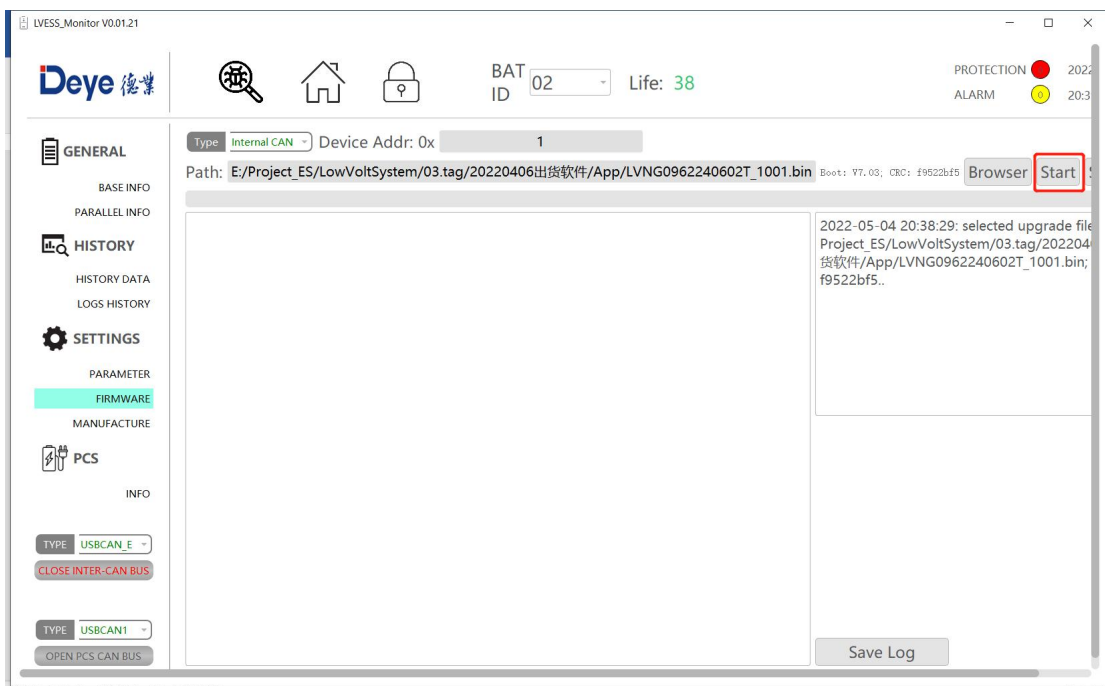 LVESS_Monitor V0.01.21
Deye 德業
BAT ID 02 Life: 38
PROTECTION 2022
ALARM 0 20:3
GENERAL
BASE INFO
PARALLEL INFO
HISTORY
HISTORY DATA
LOGS HISTORY
SETTINGS
PARAMETER
FIRMWARE
MANUFACTURE
PCS
INFO
TYPE USBCAN_E
CLOSE INTER-CAN BUS
TYPE USBCAN1
OPEN PCS CAN BUS
Type Internal CAN Device Addr: 0x 1
Path: E:/Project_ES/LowVoltSystem/03.tag/20220406出货软件/App/LVNG0962240602T_1001.bin Boot: V7.03; CRC: f9522bf5 Browser Start
2022-05-04 20:38:29: selected upgrade file
Project_ES/LowVoltSystem/03.tag/202204
货软件/App/LVNG0962240602T_1001.bin;
f9522bf5..
Save Log